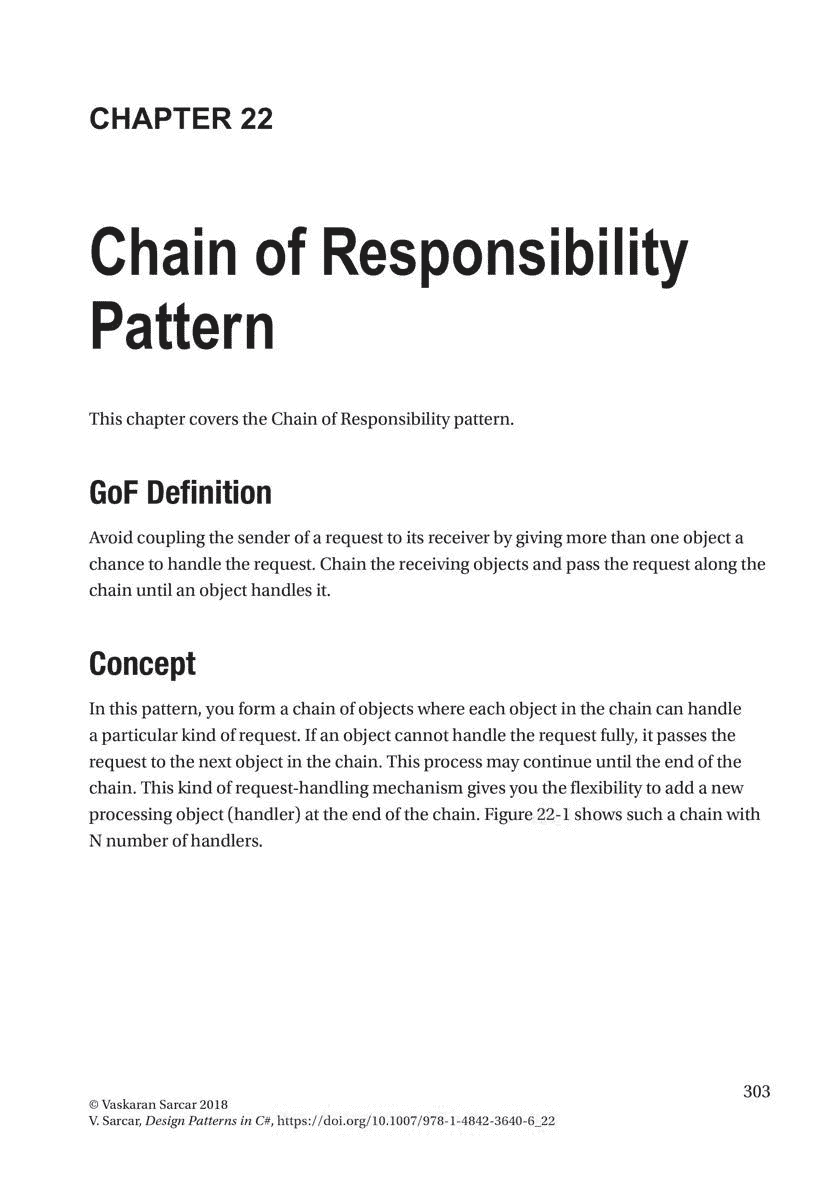 CHAPTER 22
Chain of Responsibility
Pattern
This chapter covers the Chain of Responsibility pattern.
GoF Definition
Avoid coupling the sender of a request to its receiver by giving more than one object a
chance to handle the request. Chain the receiving objects and pass the request along the
chain until an object handles it.
Concept
In this pattern, you form a chain of objects where each object in the chain can handle
a particular kind of request. If an object cannot handle the request fully, it passes the
request to the next object in the chain. This process may continue until the end of the
chain. This kind of request-handling mechanism gives you the flexibility to add a new
processing object (handler) at the end of the chain. Figure 22-1 shows such a chain with
N number of handlers.
303
© Vaskaran Sarcar 2018
V. Sarcar, Design Patterns in C#, https://doi.org/10.1007/978-1-4842-3640-6_22